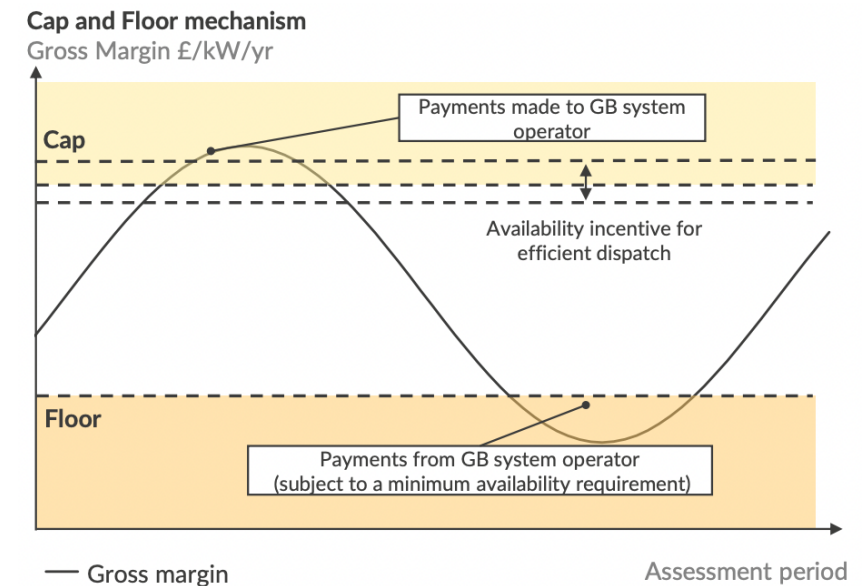 Cap and Floor mechanism
Gross Margin £/kW/yr
Payments made to GB system
operator
Cap
Availability incentive for
efficient dispatch
Floor
Payments from GB system operator
(subject to a minimum availability requirement)
Gross margin
Assessment period